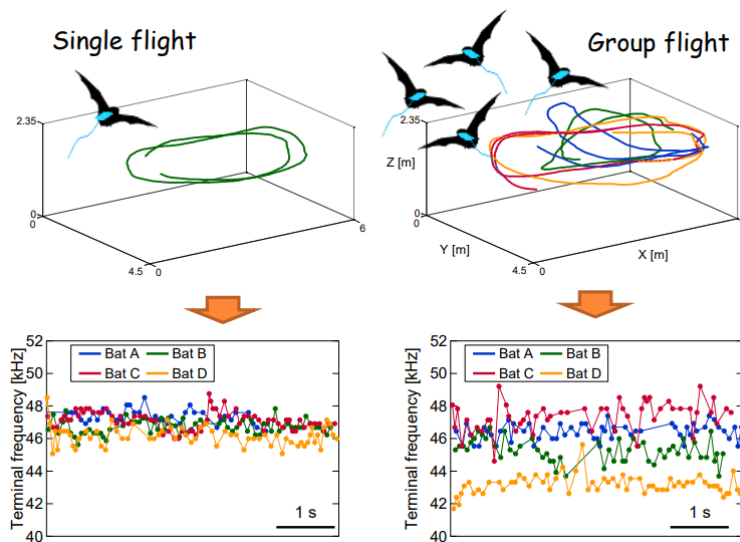 Single flight
Group flight
2.35
0
0
4.5
0
6
2.35
Z [m]
0
0
Y [m]
4.5
0
X [m]
Terminal frequency [kHz]
52
50
48
46
44
42
40
Bat A
Bat B
Bat C
Bat D
1 s
Terminal frequency [kHz]
52
50
48
46
44
42
40
Bat A
Bat B
Bat C
Bat D
1 s